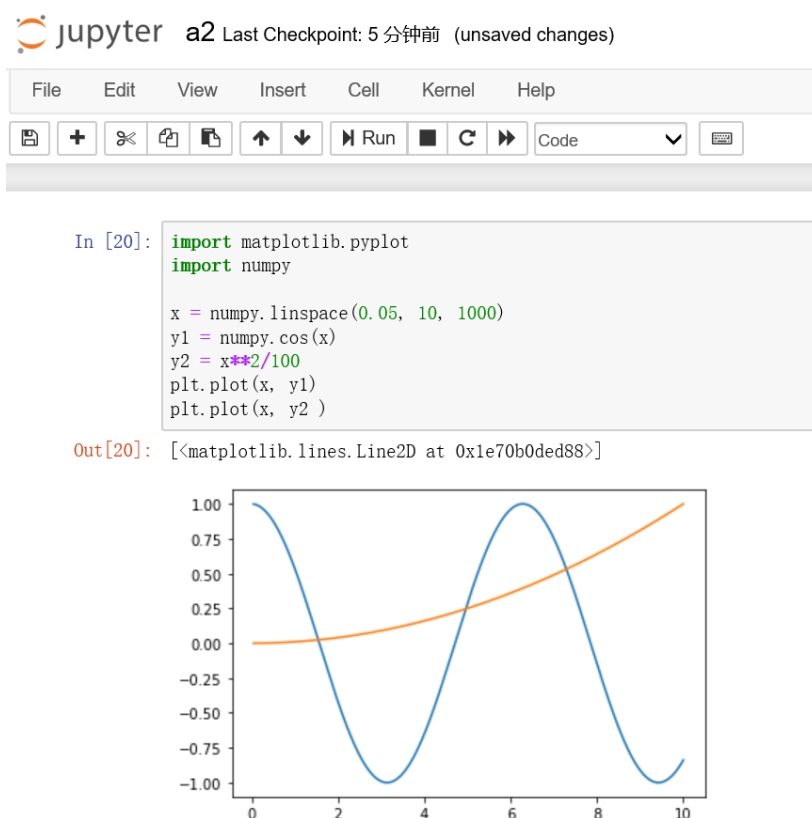 jupyter a2 Last Checkpoint: 5 分钟前 (unsaved changes)
File Edit View Insert Cell Kernel Help
Run Code
In [20]: import matplotlib.pyplot
import numpy
x = numpy.linspace(0.05, 10, 1000)
y1 = numpy.cos(x)
y2 = x**2/100
plt.plot(x, y1)
plt.plot(x, y2 )
Out[20]: [<matplotlib.lines.Line2D at 0x1e70b0ded88>]
1.00
0.75
0.50
0.25
0.00
−0.25
−0.50
−0.75
−1.00
0 2 4 6 8 10